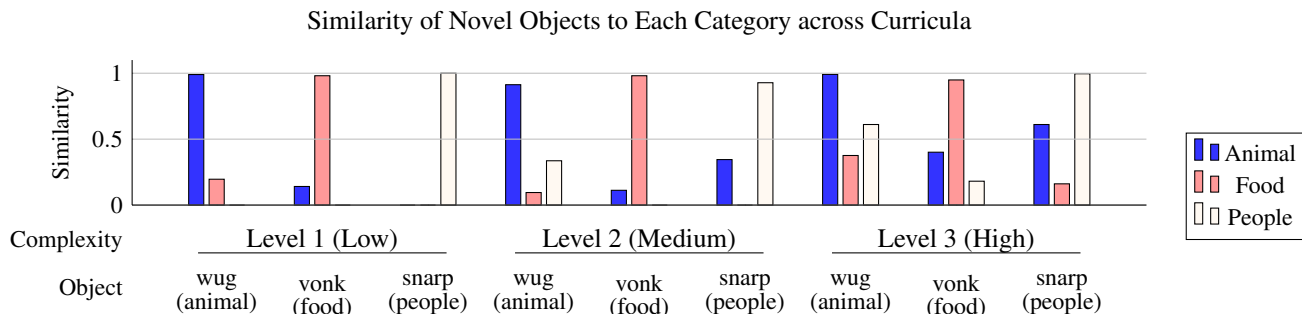 Similarity of Novel Objects to Each Category across Curricula
1
0.5
0
Similarity
Animal
Food
People
Complexity
Level 1 (Low)
Level 2 (Medium)
Level 3 (High)
Object
wug
(animal)
vonk
(food)
snarp
(people)
wug
(animal)
vonk
(food)
snarp
(people)
wug
(animal)
vonk
(food)
snarp
(people)